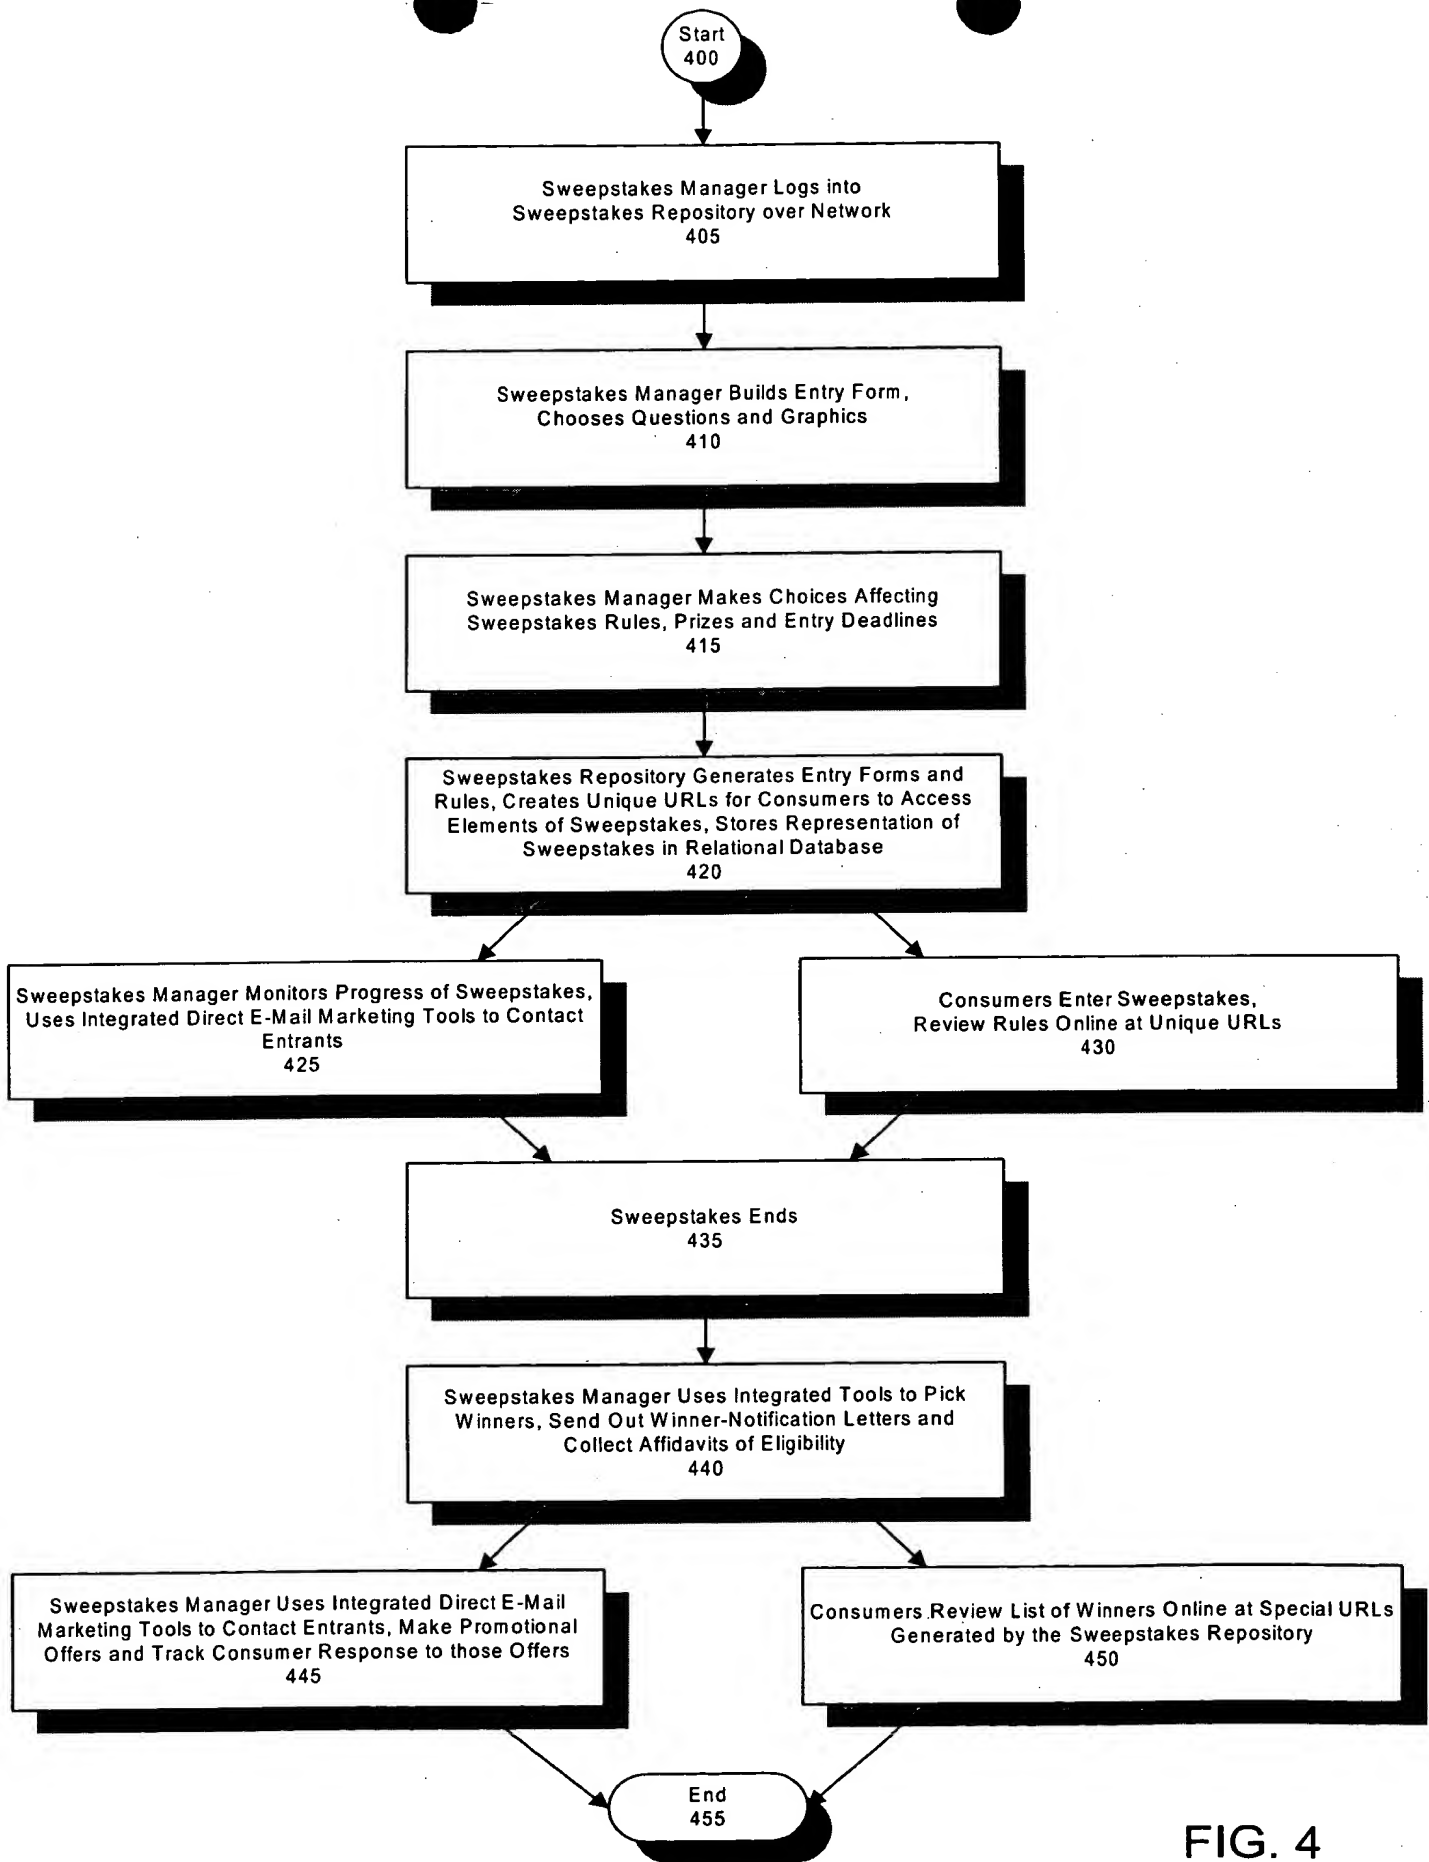 Start
400
Sweepstakes Manager Logs into
Sweepstakes Repository over Network
405
Sweepstakes Manager Builds Entry Form,
Chooses Questions and Graphics
410
Sweepstakes Manager Makes Choices Affecting
Sweepstakes Rules, Prizes and Entry Deadlines
415
Sweepstakes Repository Generates Entry Forms and
Rules, Creates Unique URLs for Consumers to Access
Elements of Sweepstakes, Stores Representation of
Sweepstakes in Relational Database
420
Sweepstakes Manager Monitors Progress of Sweepstakes,
Uses Integrated Direct E-Mail Marketing Tools to Contact
Entrants
425
Consumers Enter Sweepstakes,
Review Rules Online at Unique URLs
430
Sweepstakes Ends
435
Sweepstakes Manager Uses Integrated Tools to Pick
Winners, Send Out Winner-Notification Letters and
Collect Affidavits of Eligibility
440
Sweepstakes Manager Uses Integrated Direct E-Mail
Marketing Tools to Contact Entrants, Make Promotional
Offers and Track Consumer Response to those Offers
445
Consumers Review List of Winners Online at Special URLs
Generated by the Sweepstakes Repository
450
End
455
FIG. 4